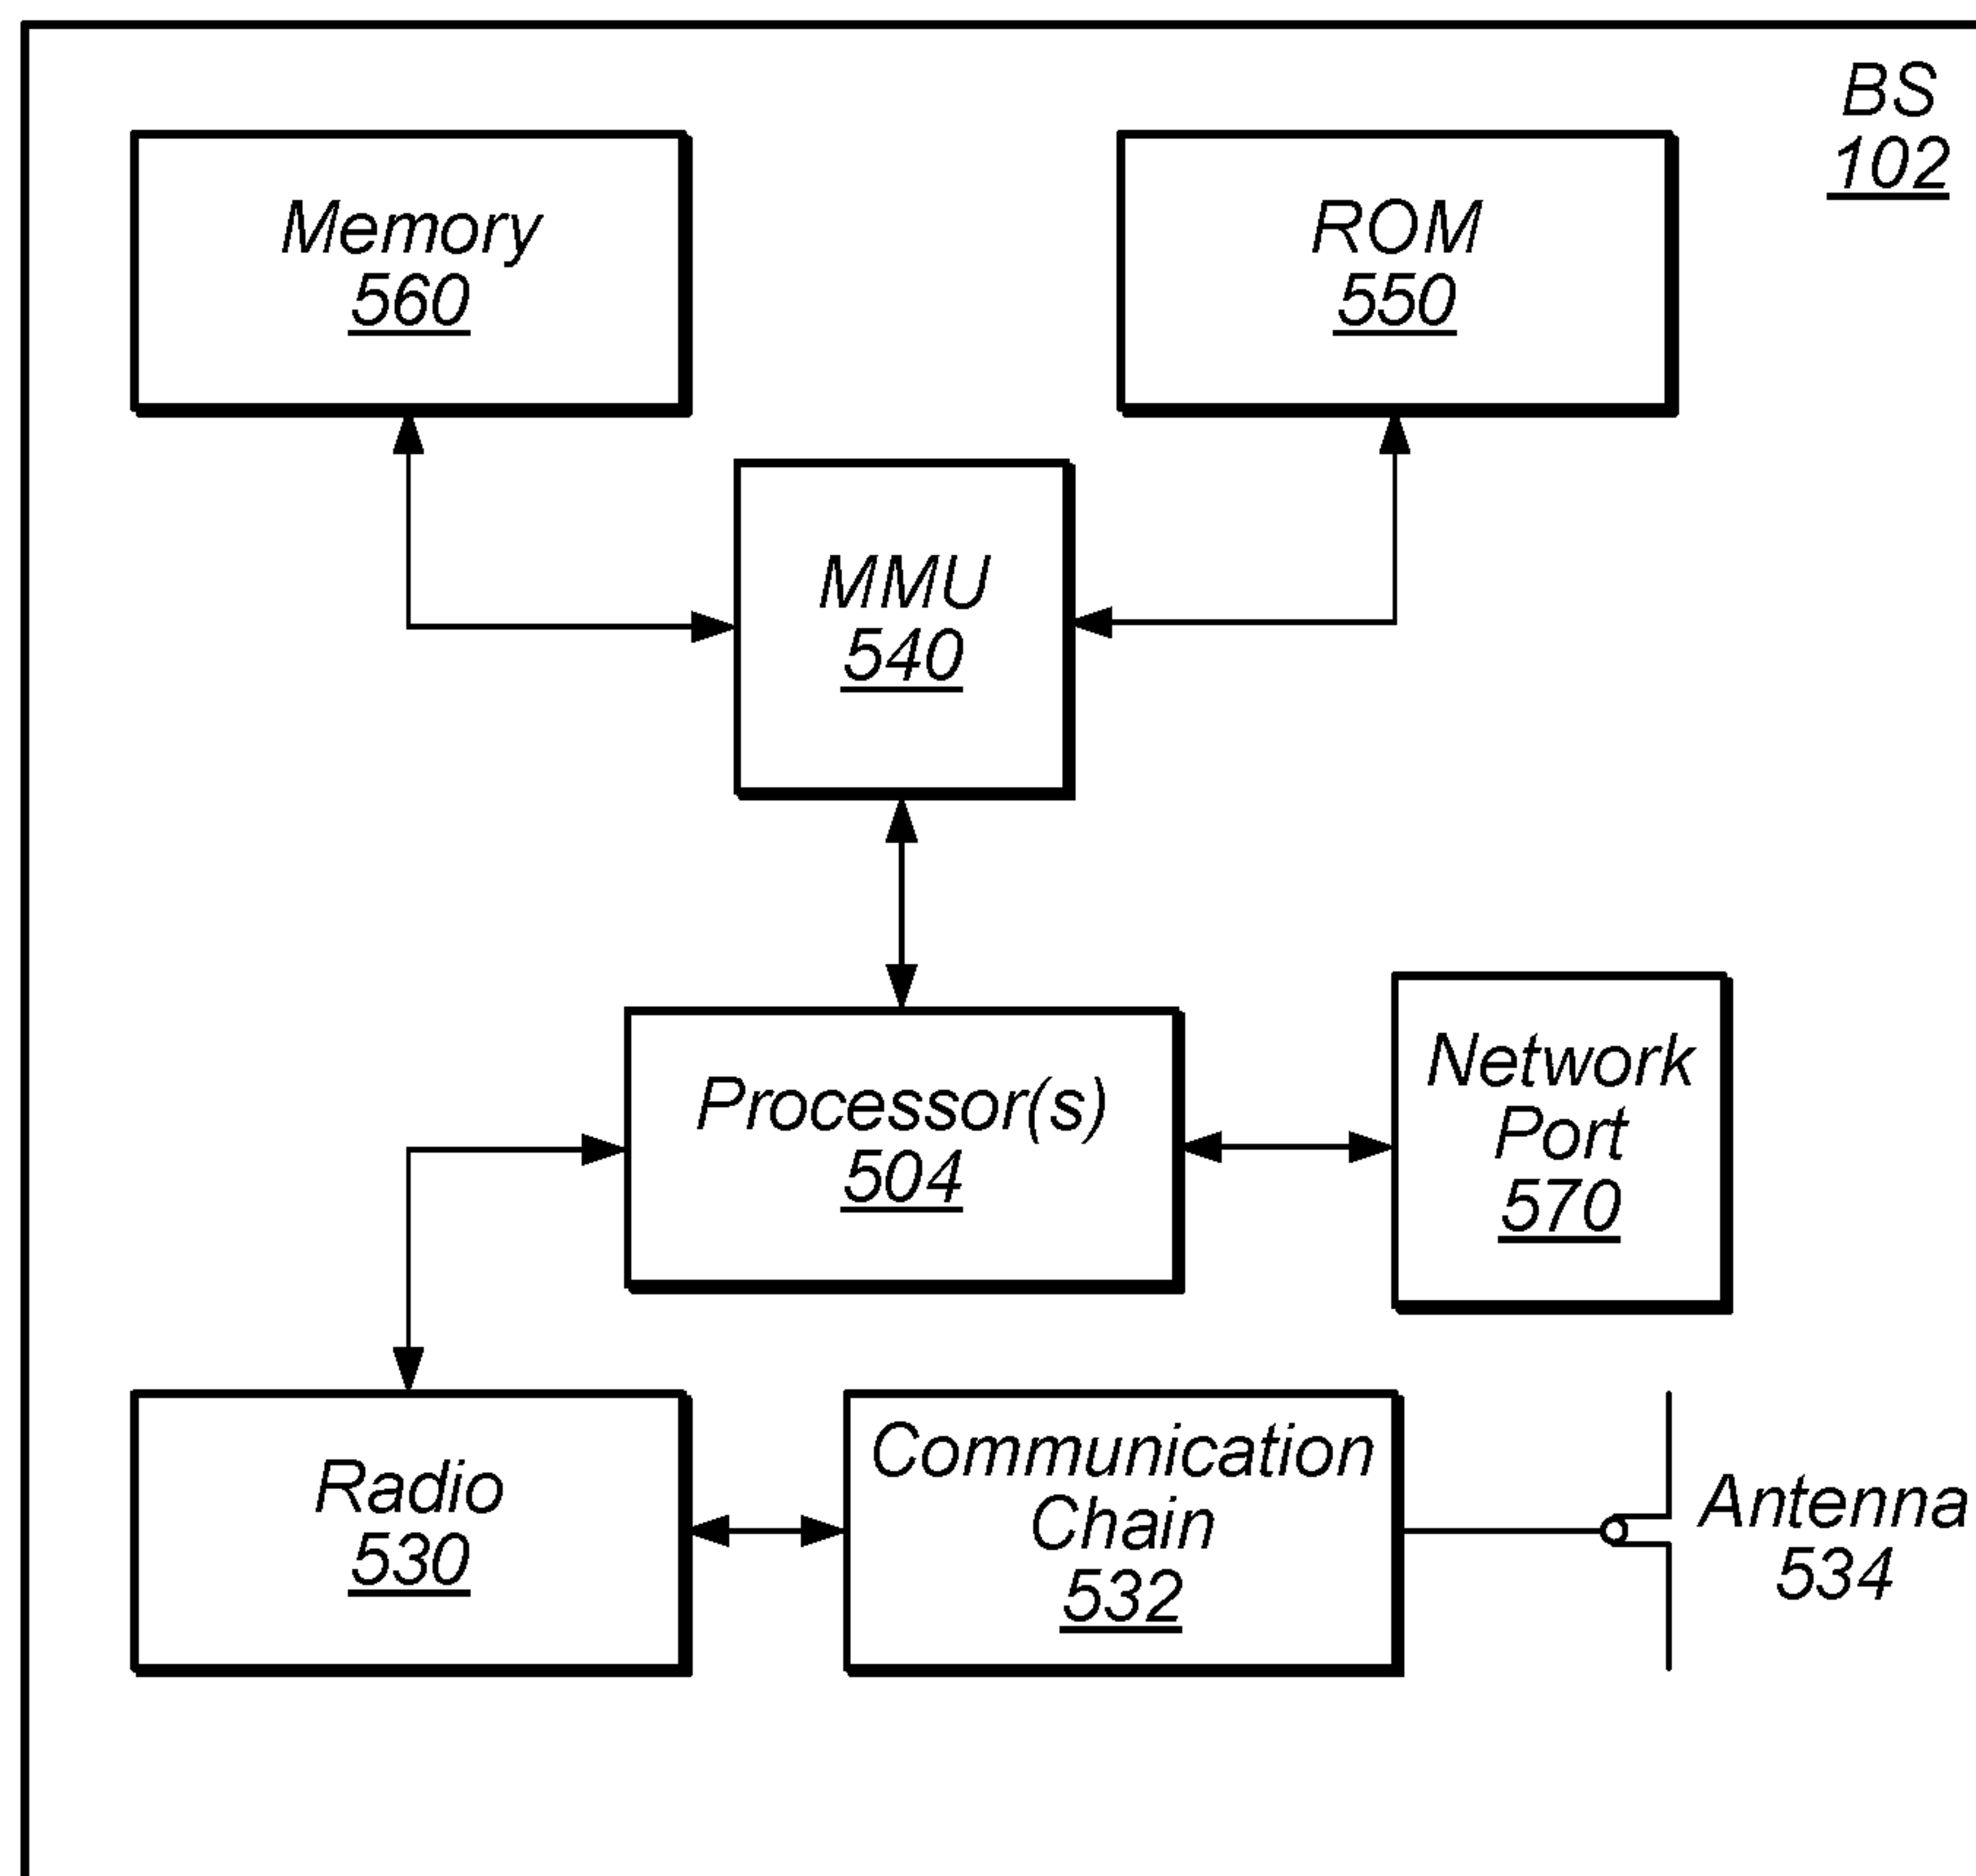 BS
102
Memory
560
ROM
550
MMU
540
Processor(s)
504
Network
Port
570
Radio
530
Communication
Chain
532
Antenna
534